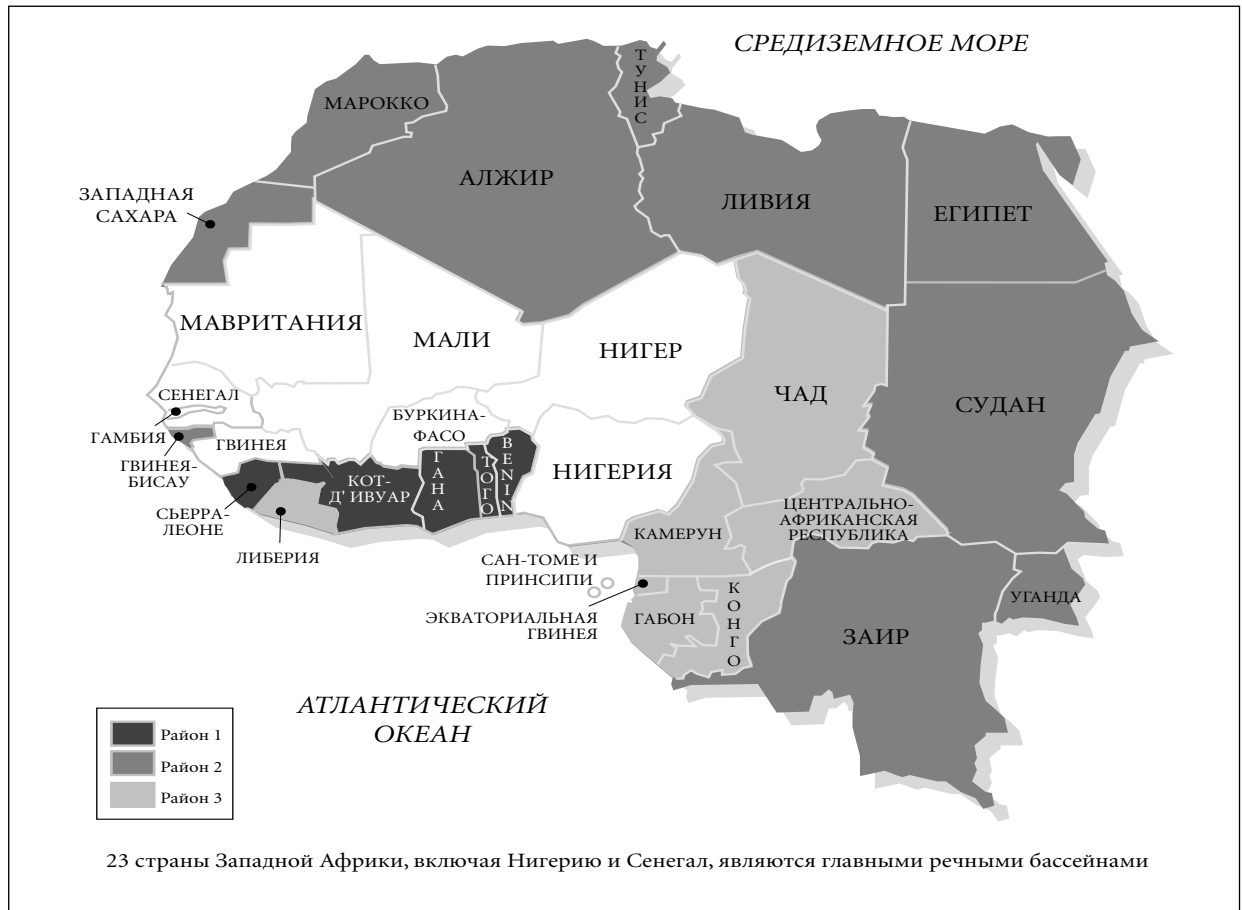 СРЕДИЗЕМНОЕ МОРЕ
ТУНИС
МАРОККО
АЛЖИР
ЛИВИЯ
ЕГИПЕТ
ЗАПАДНАЯ
САХАРА
МАВРИТАНИЯ
МАЛИ
НИГЕР
ЧАД
СУДАН
СЕНЕГАЛ
ГАМБИЯ
ГВИНЕЯ
БУРКИНА-
ФАСО
ГВИНЕЯ-
БИСАУ
КОТ-
Д' ИВУАР
ГАНА
ТОГО
BENIN
НИГЕРИЯ
СЬЕРРА-
ЛЕОНЕ
ЛИБЕРИЯ
КАМЕРУН
ЦЕНТРАЛЬНО-
АФРИКАНСКАЯ
РЕСПУБЛИКА
САН-ТОМЕ И
ПРИНСИПИ
ЭКВАТОРИАЛЬНАЯ
ГВИНЕЯ
ГАБОН
КОНГО
ЗАИР
УГАНДА
АТЛАНТИЧЕСКИЙ
ОКЕАН
Район 1
Район 2
Район 3
23 страны Западной Африки, включая Нигерию и Сенегал, являются главными речными бассейнами